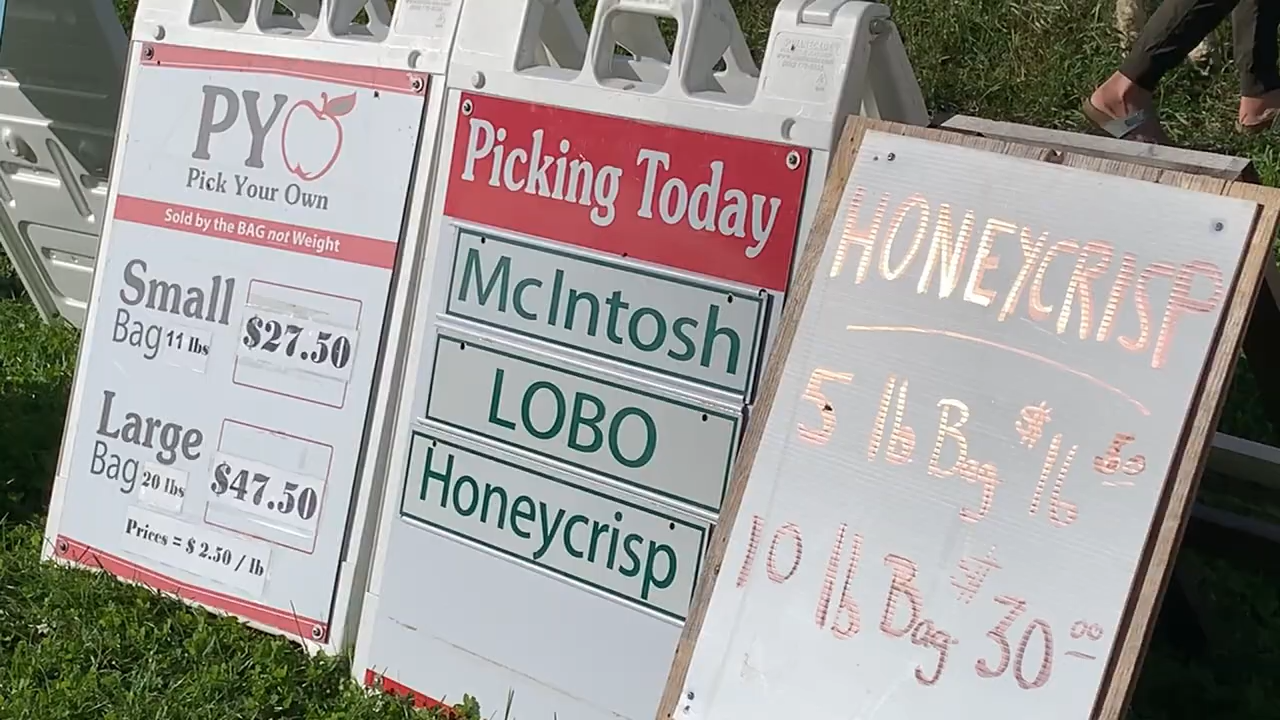 PYO
Pick Your Own
Sold by the BAG not Weight
Small
Bag 11 lbs
$27.50
Large
Bag 20 lbs
$47.50
Prices = $ 2.50 / lb
Picking Today
McIntosh
LOBO
Honeycrisp
HONEYCRISP
5 lb Bag $16
10 lb Bag $30.00